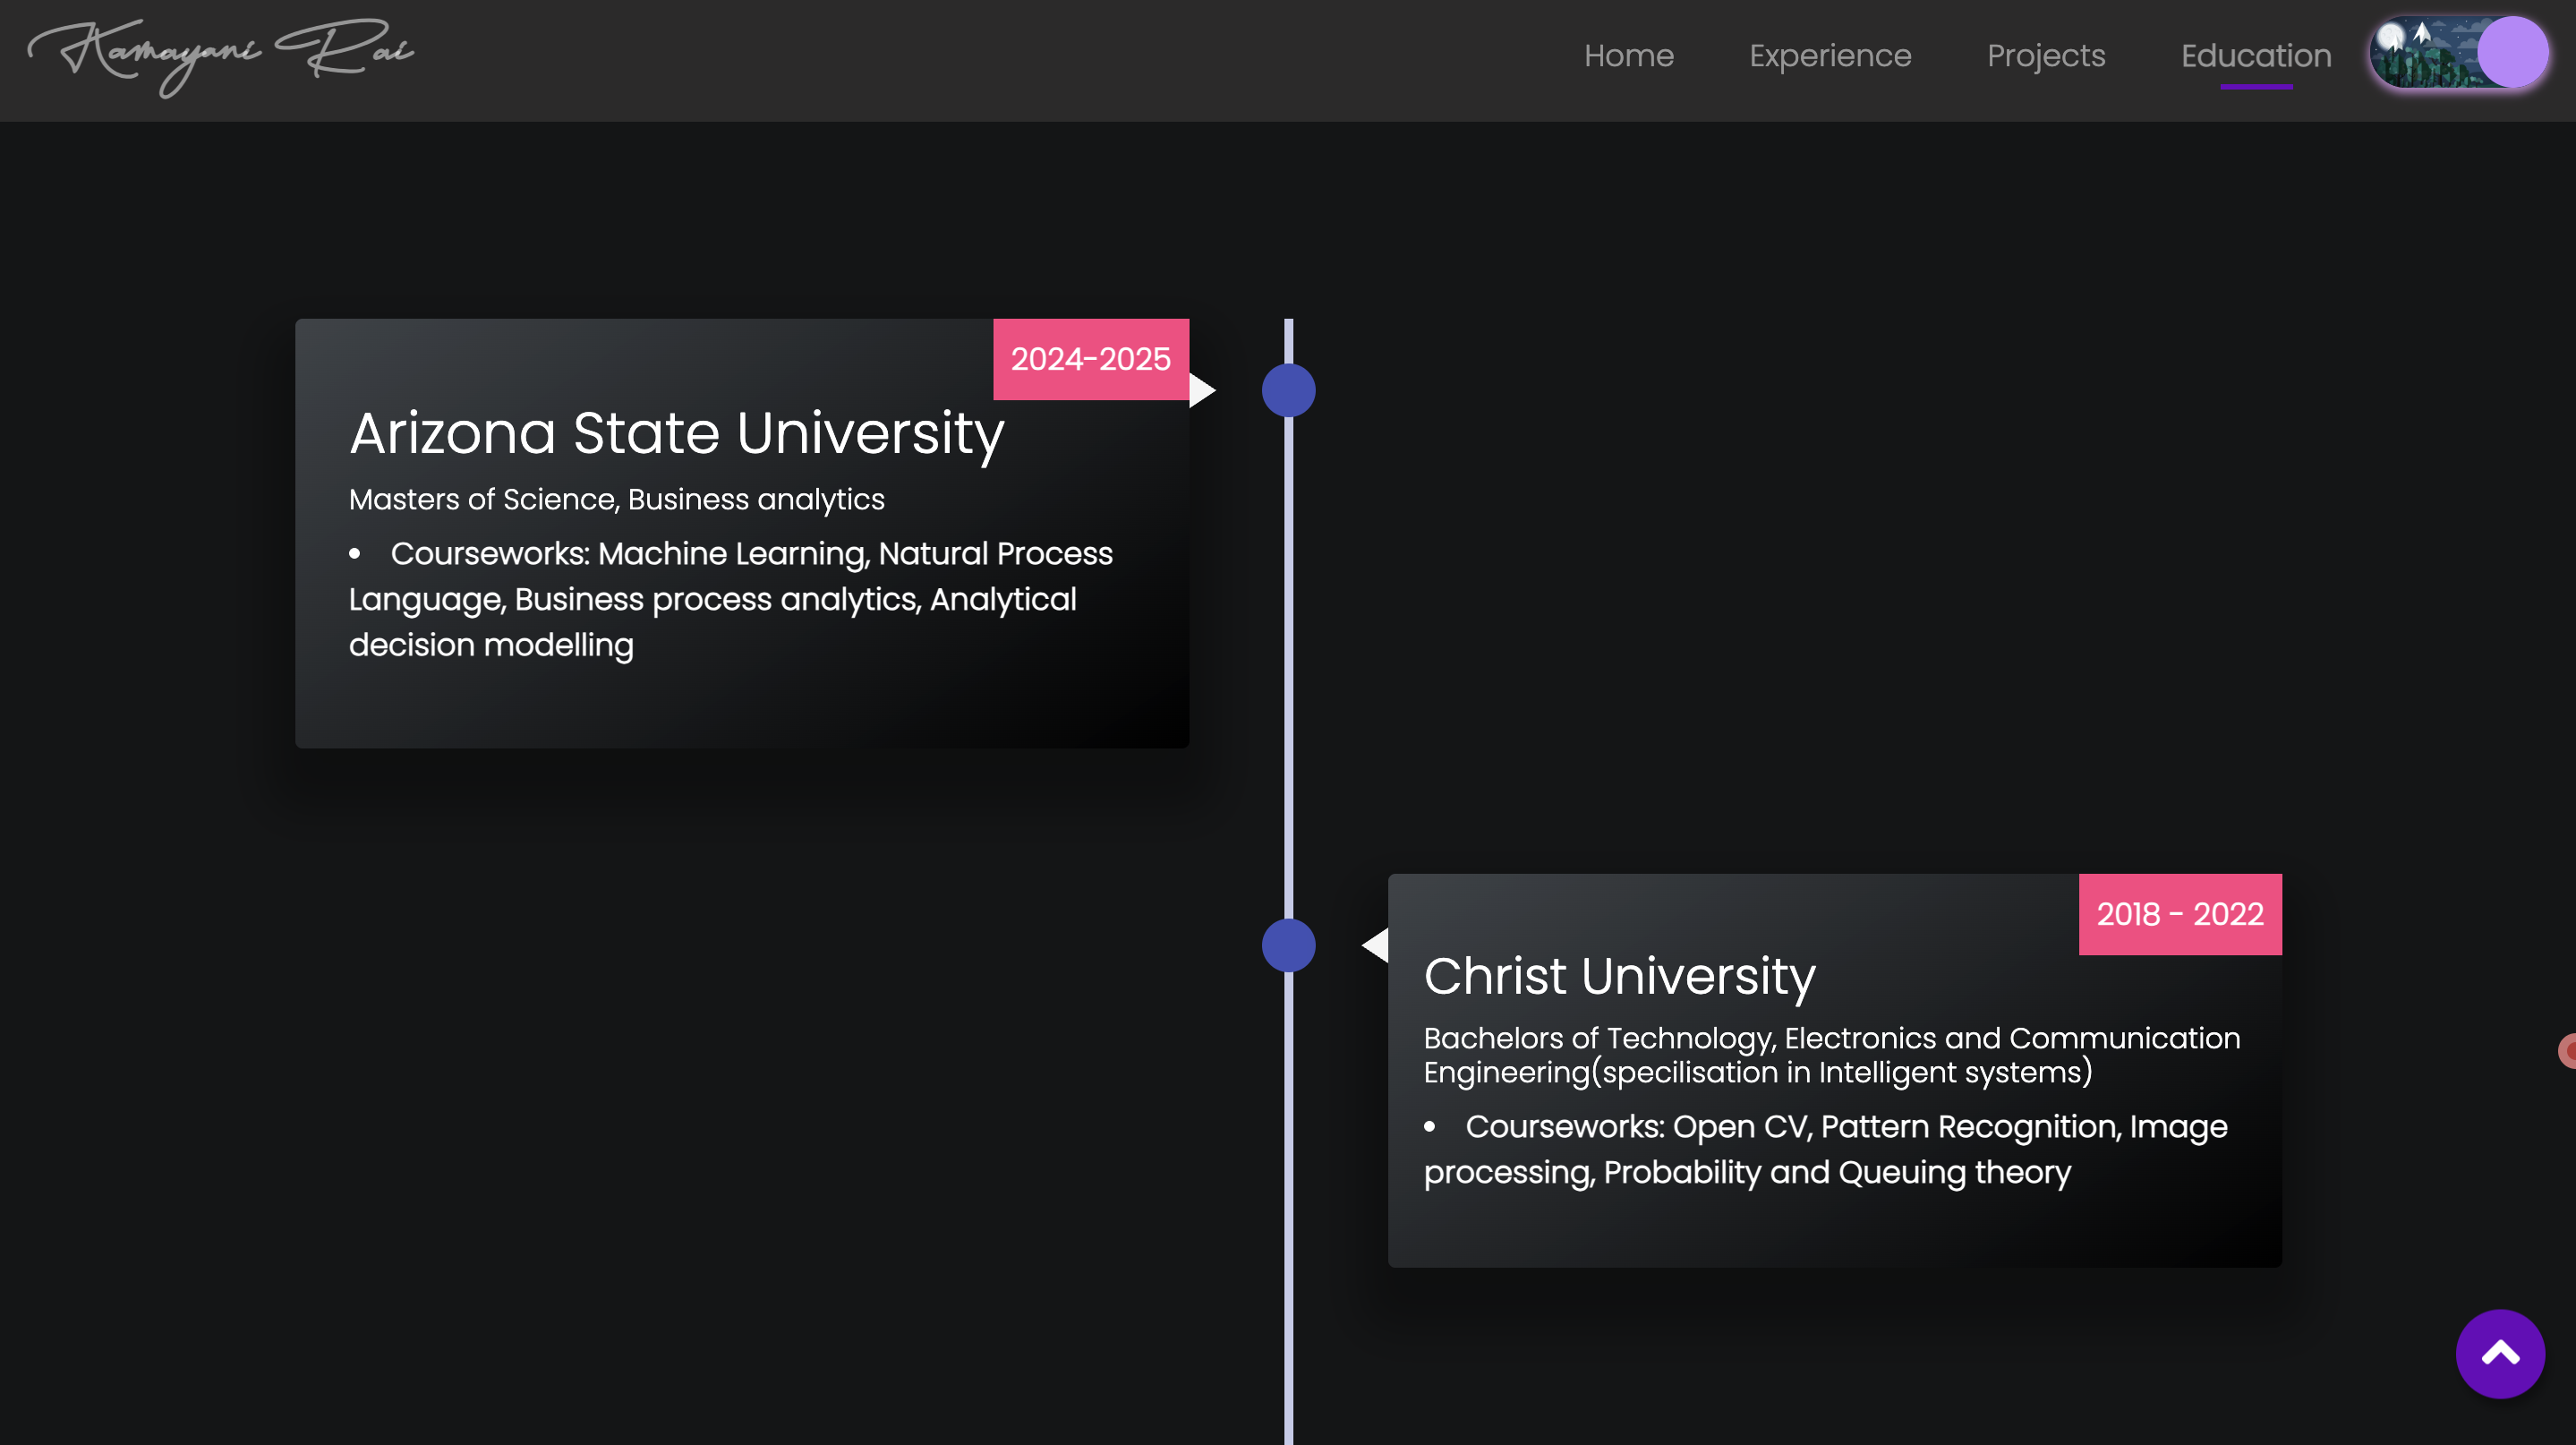 Kamayani Rai
Home
Experience
Projects
Education
2024-2025
Arizona State University
Masters of Science, Business analytics
• Courseworks: Machine Learning, Natural Process
Language, Business process analytics, Analytical
decision modelling
2018 - 2022
Christ University
Bachelors of Technology, Electronics and Communication
Engineering(specilisation in Intelligent systems)
• Courseworks: Open CV, Pattern Recognition, Image
processing, Probability and Queuing theory